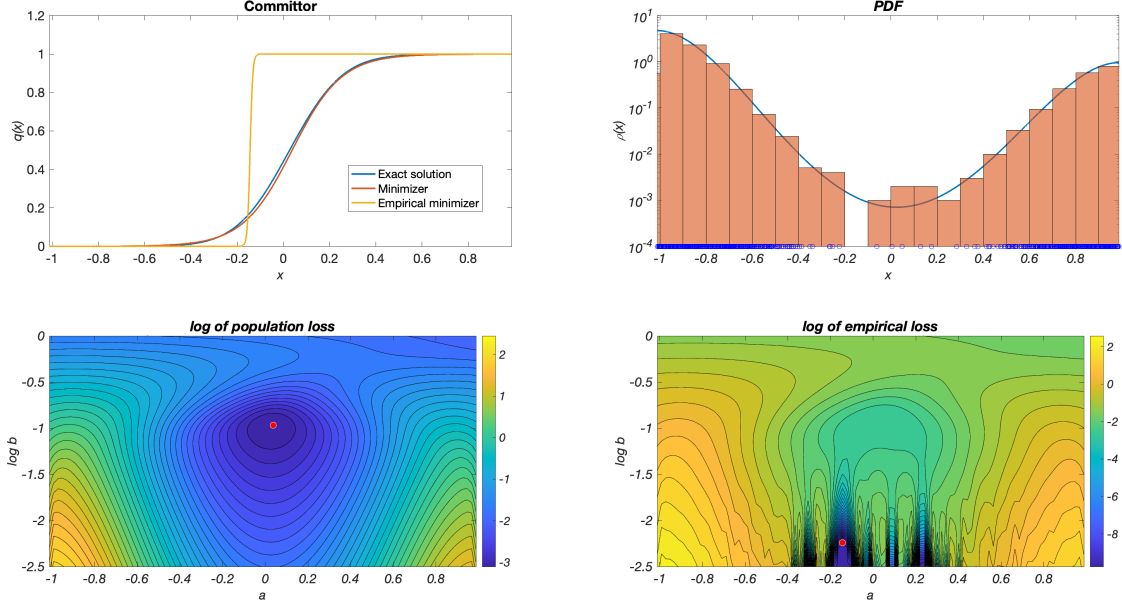 Committor
1.2
1
0.8
0.6
0.4
0.2
0
q(x)
-1 -0.8 -0.6 -0.4 -0.2 0 0.2 0.4 0.6 0.8
x
Exact solution
Minimizer
Empirical minimizer
PDF
10^1
10^0
10^-1
10^-2
10^-3
10^-4
ρ(x)
-1 -0.8 -0.6 -0.4 -0.2 0 0.2 0.4 0.6 0.8
x
log of population loss
0
-0.5
-1
-1.5
-2
-2.5
log b
-1 -0.8 -0.6 -0.4 -0.2 0 0.2 0.4 0.6 0.8
a
2
1
0
-1
-2
-3
log of empirical loss
0
-0.5
-1
-1.5
-2
-2.5
log b
-1 -0.8 -0.6 -0.4 -0.2 0 0.2 0.4 0.6 0.8
a
2
0
-2
-4
-6
-8